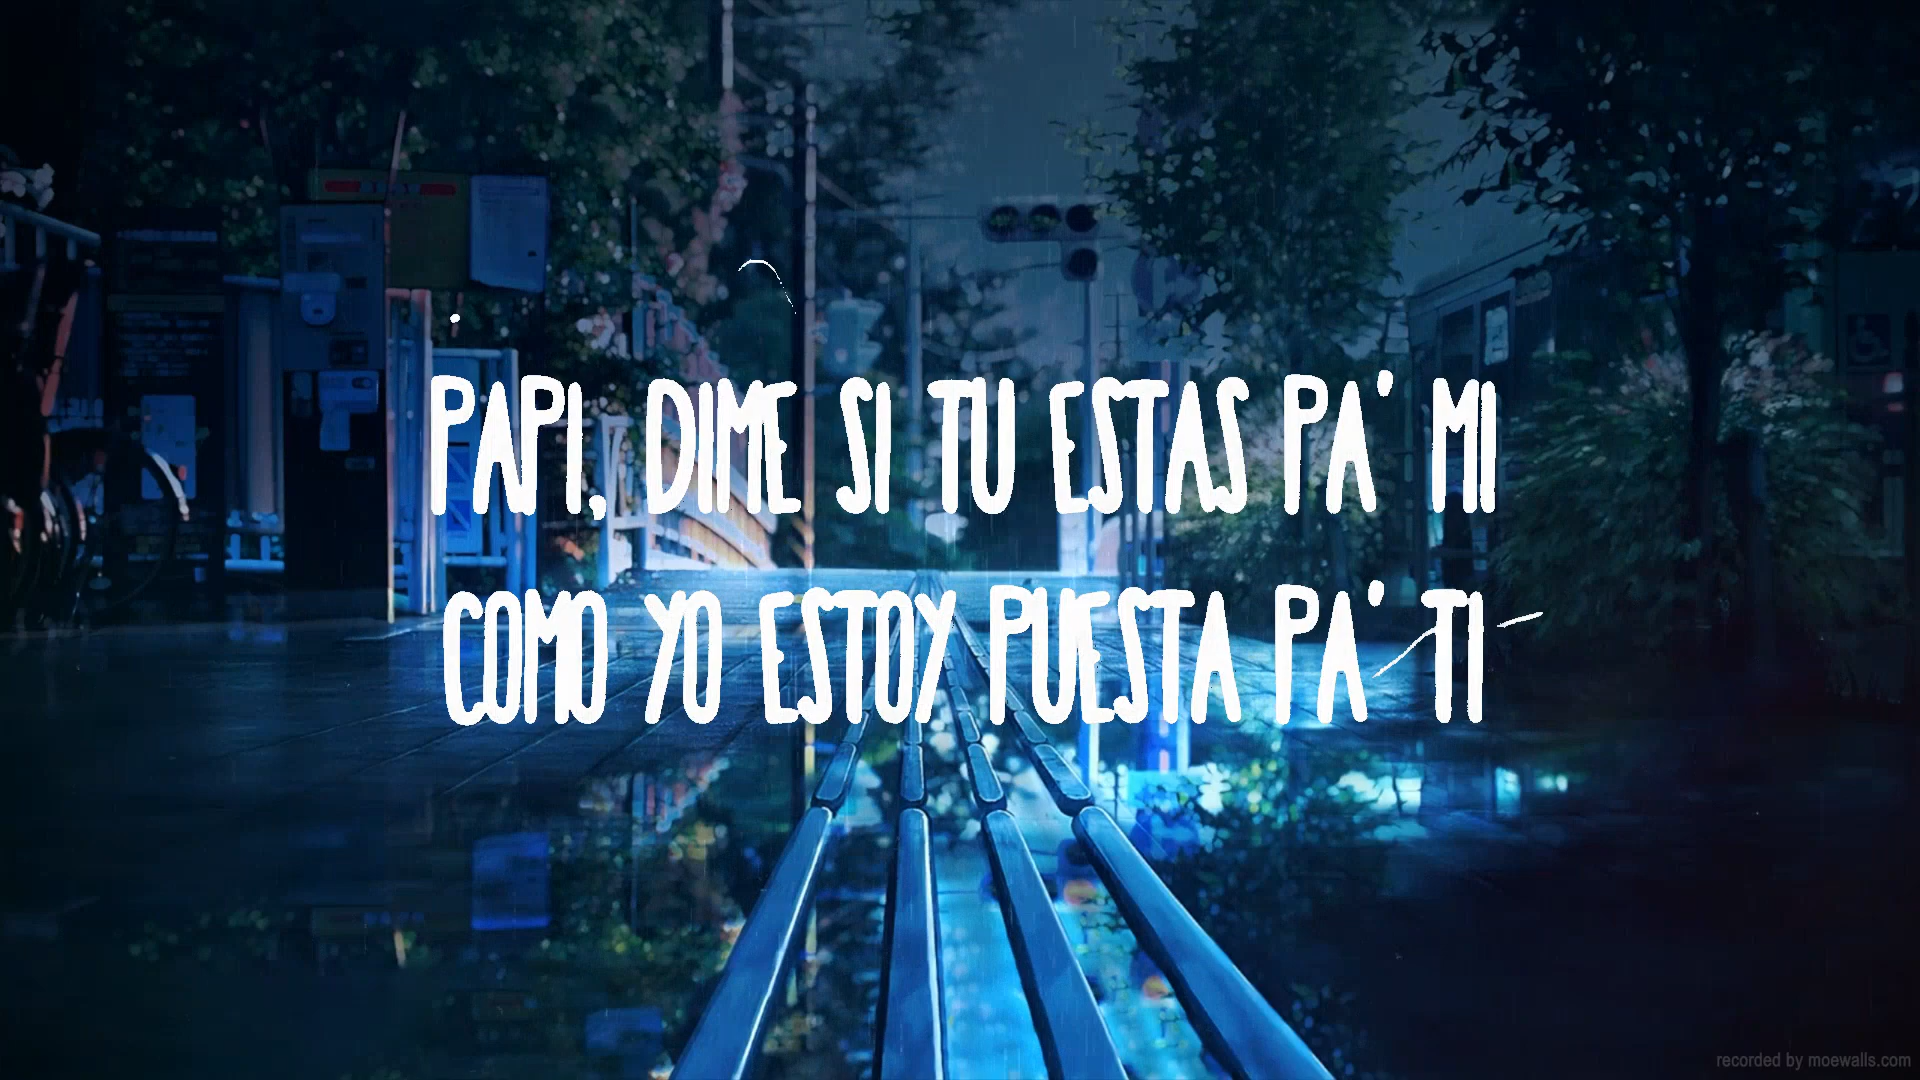 PAPI, DIME SI TU ESTAS PA' MI
COMO YO ESTOY PUESTA PA' TI
recorded by moewalls.com